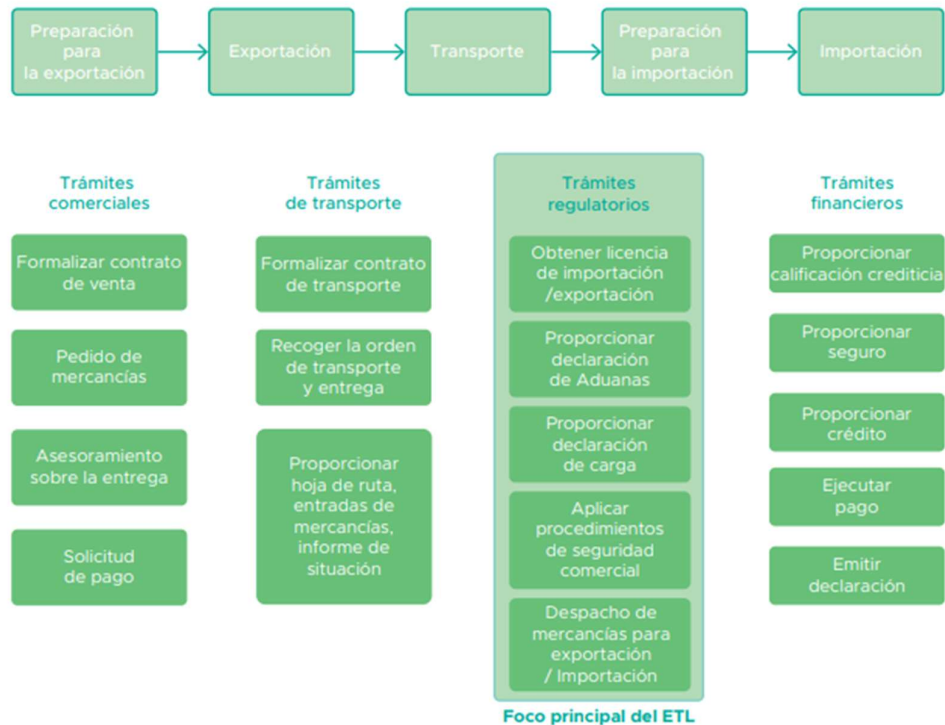 Preparación
para
la exportación
Exportación
Transporte
Preparación
para
la importación
Importación
Trámites
comerciales
Formalizar contrato
de venta
Pedido de
mercancías
Asesoramiento
sobre la entrega
Solicitud
de pago
Trámites
de transporte
Formalizar contrato
de transporte
Recoger la orden
de transporte
y entrega
Proporcionar
hoja de ruta,
entradas de
mercancías,
informe de
situación
Trámites
regulatorios
Obtener licencia
de importación
/exportación
Proporcionar
declaración
de Aduanas
Proporcionar
declaración
de carga
Aplicar
procedimientos
de seguridad
comercial
Despacho de
mercancías para
exportación
/ Importación
Foco principal del ETL
Trámites
financieros
Proporcionar
calificación crediticia
Proporcionar
seguro
Proporcionar
crédito
Ejecutar
pago
Emitir
declaración